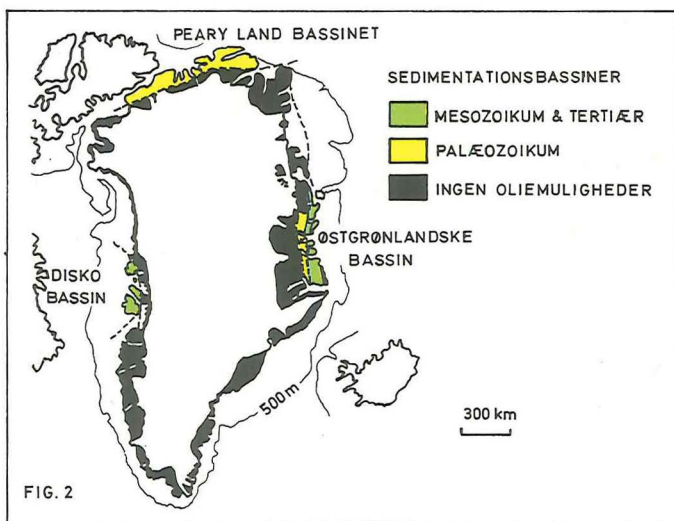 PEARY LAND BASSINET
SEDIMENTATIONSBASSINER
MESOZOIKUM & TERTIÆR
PALÆOZOIKUM
INGEN OLIEMULIGHEDER
ØSTGRØNLANDSKE
BASSIN
DISKO
BASSIN
500 m
300 km
FIG. 2